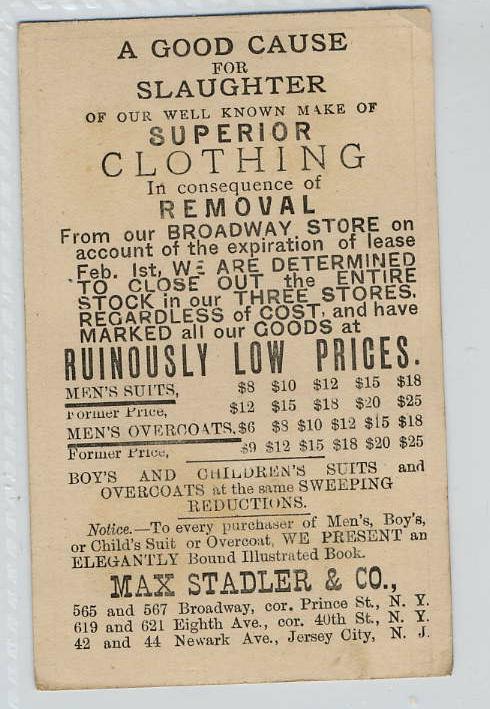 A GOOD CAUSE
FOR
SLAUGHTER
OF OUR WELL KNOWN MAKE OF
SUPERIOR
CLOTHING
In consequence of
REMOVAL
From our BROADWAY STORE on
account of the expiration of lease
Feb. 1st, WE ARE DETERMINED
TO CLOSE OUT the ENTIRE
STOCK in our THREE STORES.
REGARDLESS of COST, and have
MARKED all our GOODS at
RUINOUSLY LOW PRICES.
MEN'S SUITS, $8 $10 $12 $15 $18
Former Price, $12 $15 $18 $20 $25
MEN'S OVERCOATS. $6 $8 $10 $12 $15 $18
Former Price, $9 $12 $15 $18 $20 $25
BOY'S AND CHILDREN'S SUITS and
OVERCOATS at the same SWEEPING
REDUCTIONS.
Notice.—To every purchaser of Men's, Boy's,
or Child's Suit or Overcoat, WE PRESENT an
ELEGANTLY Bound Illustrated Book.
MAX STADLER & CO.,
565 and 567 Broadway, cor. Prince St., N. Y.
619 and 621 Eighth Ave., cor. 40th St., N. Y.
42 and 44 Newark Ave., Jersey City, N. J.